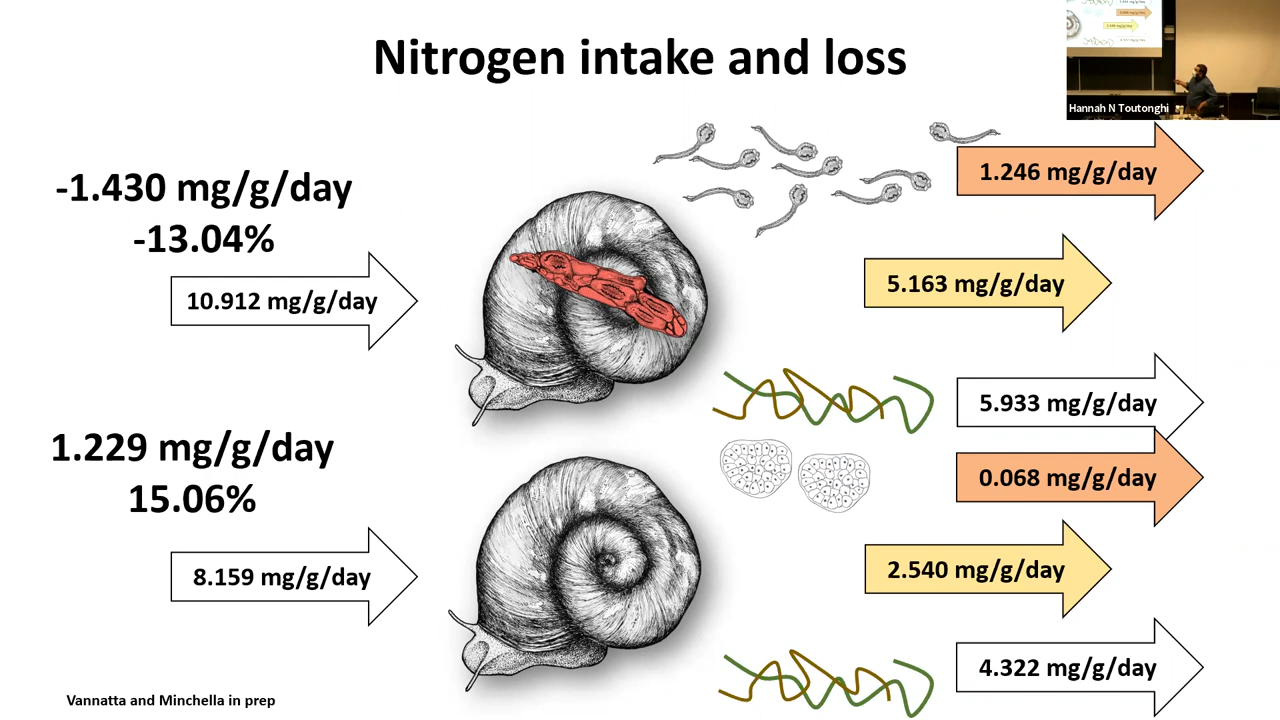 Nitrogen intake and loss
Hannah N Toutonghi
-1.430 mg/g/day
-13.04%
10.912 mg/g/day
1.246 mg/g/day
5.163 mg/g/day
5.933 mg/g/day
1.229 mg/g/day
15.06%
8.159 mg/g/day
0.068 mg/g/day
2.540 mg/g/day
4.322 mg/g/day
Vannatta and Minchella in prep